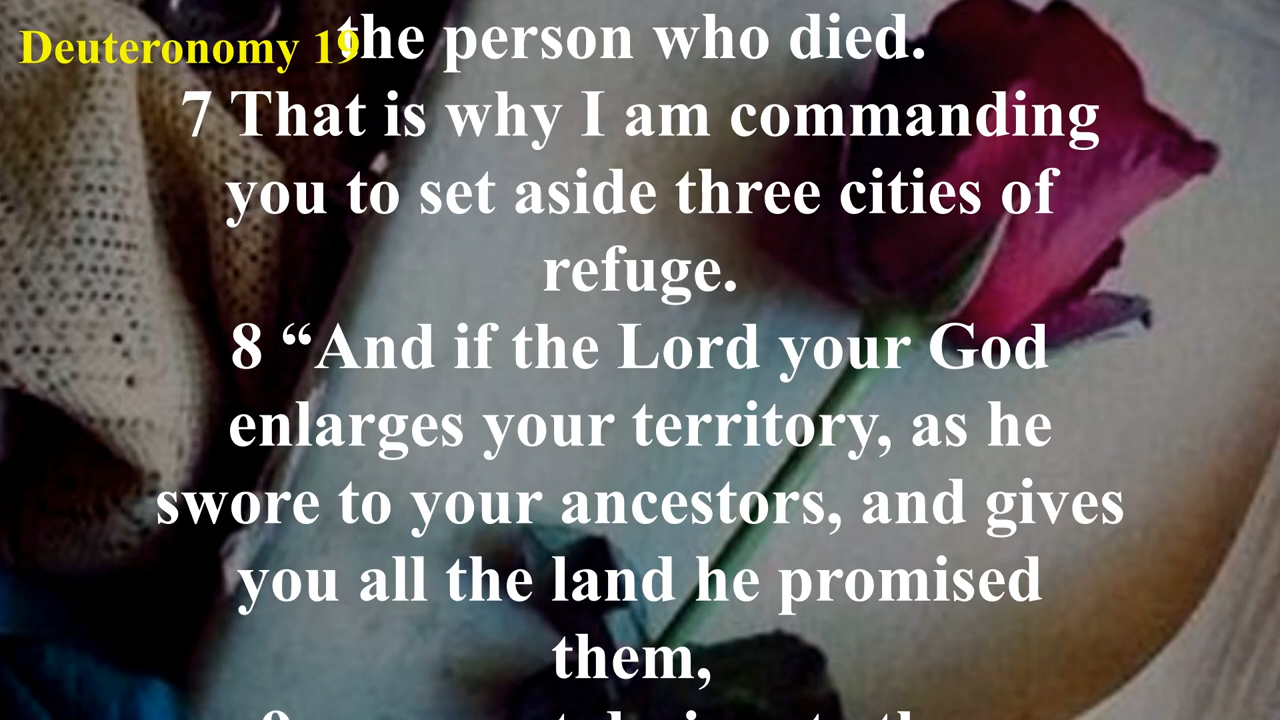 Deuteronomy 19
the person who died.
7 That is why I am commanding
you to set aside three cities of
refuge.
8 “And if the Lord your God
enlarges your territory, as he
swore to your ancestors, and gives
you all the land he promised
them,